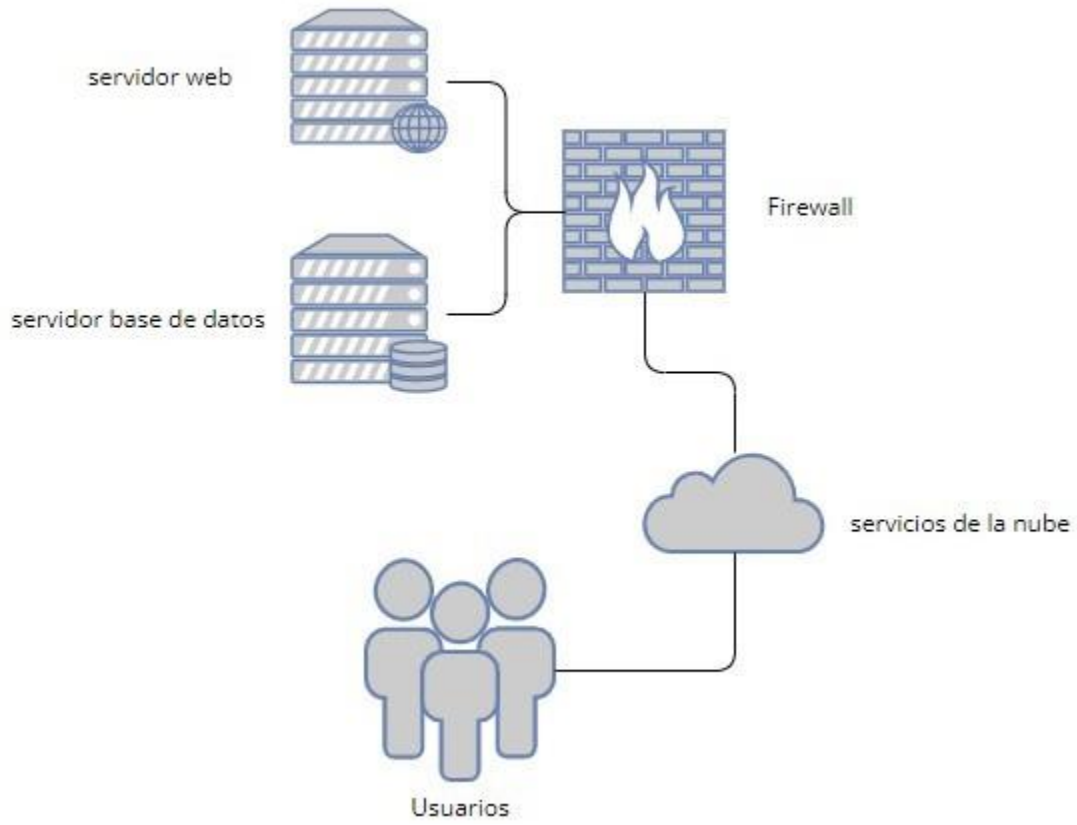 servidor web
Firewall
servidor base de datos
servicios de la nube
Usuarios